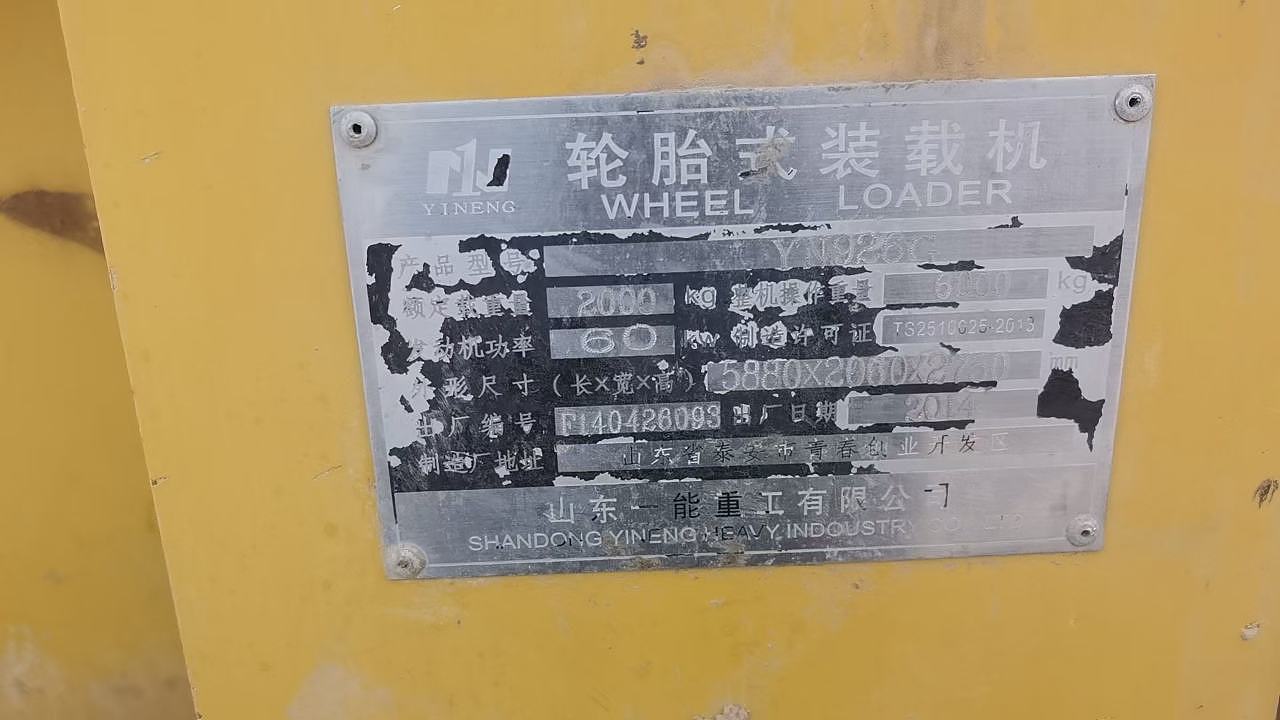 轮胎式装载机
YINENG
WHEEL LOADER
产品型号 YN926G
额定载重量 2000 kg 整机操作重量 kg
发动机功率 60 kw 制造许可证 TS2510625-2013
外形尺寸(长X宽X高) mm
出厂编号 F140426093 出厂日期 2014
制造厂地址 山东省泰安市青春创业开发区
山东一能重工有限公司
SHANDONG YINENG HEAVY INDOUSTRY CO., LTD